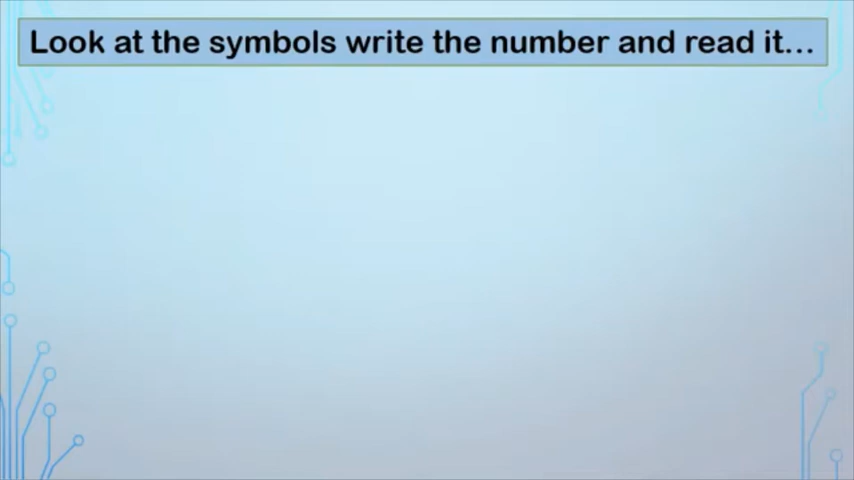 Look at the symbols write the number and read it...